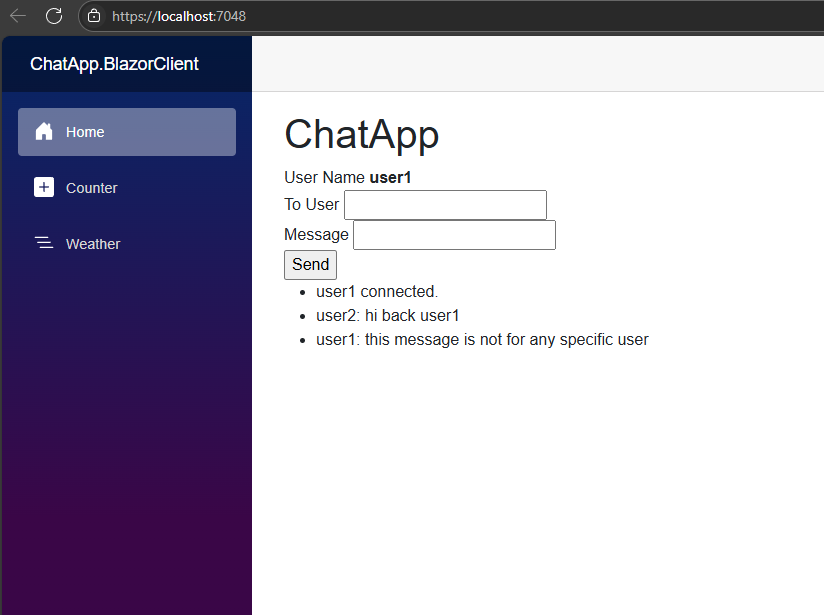 https://localhost:7048
ChatApp.BlazorClient
Home
Counter
Weather
ChatApp
User Name user1
To User
Message
Send
user1 connected.
user2: hi back user1
user1: this message is not for any specific user